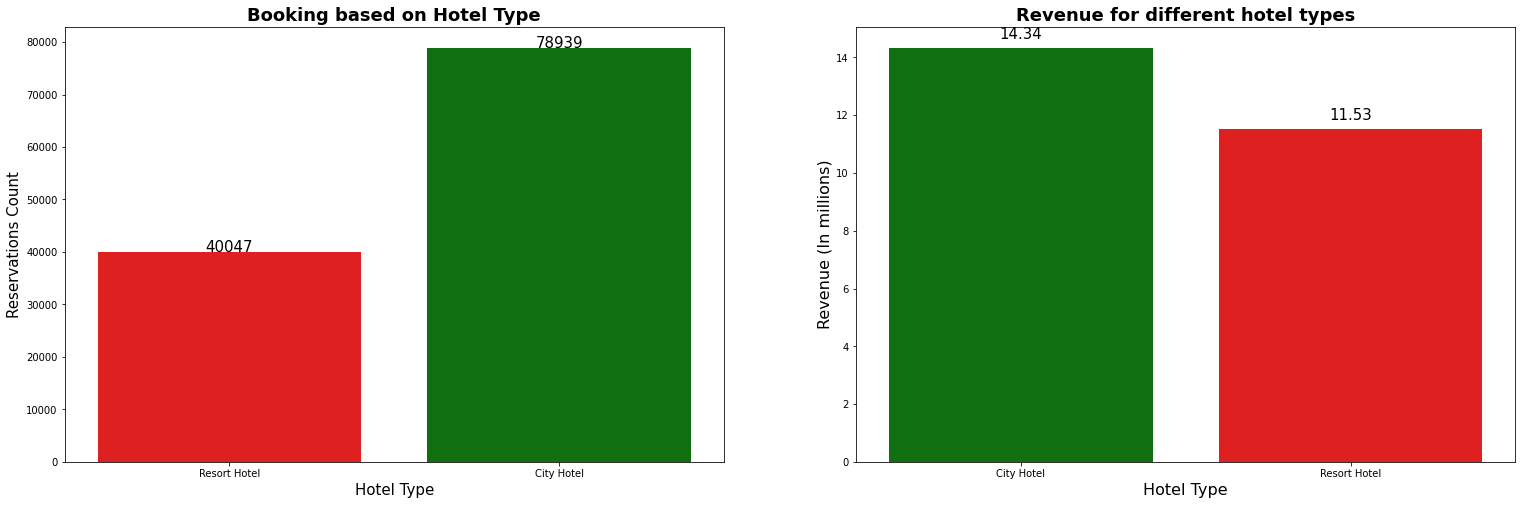 Booking based on Hotel Type
80000
70000
60000
50000
40000
30000
20000
10000
0
Reservations Count
40047
78939
Resort Hotel
City Hotel
Hotel Type
Revenue for different hotel types
14
12
10
8
6
4
2
0
Revenue (In millions)
14.34
11.53
City Hotel
Resort Hotel
Hotel Type